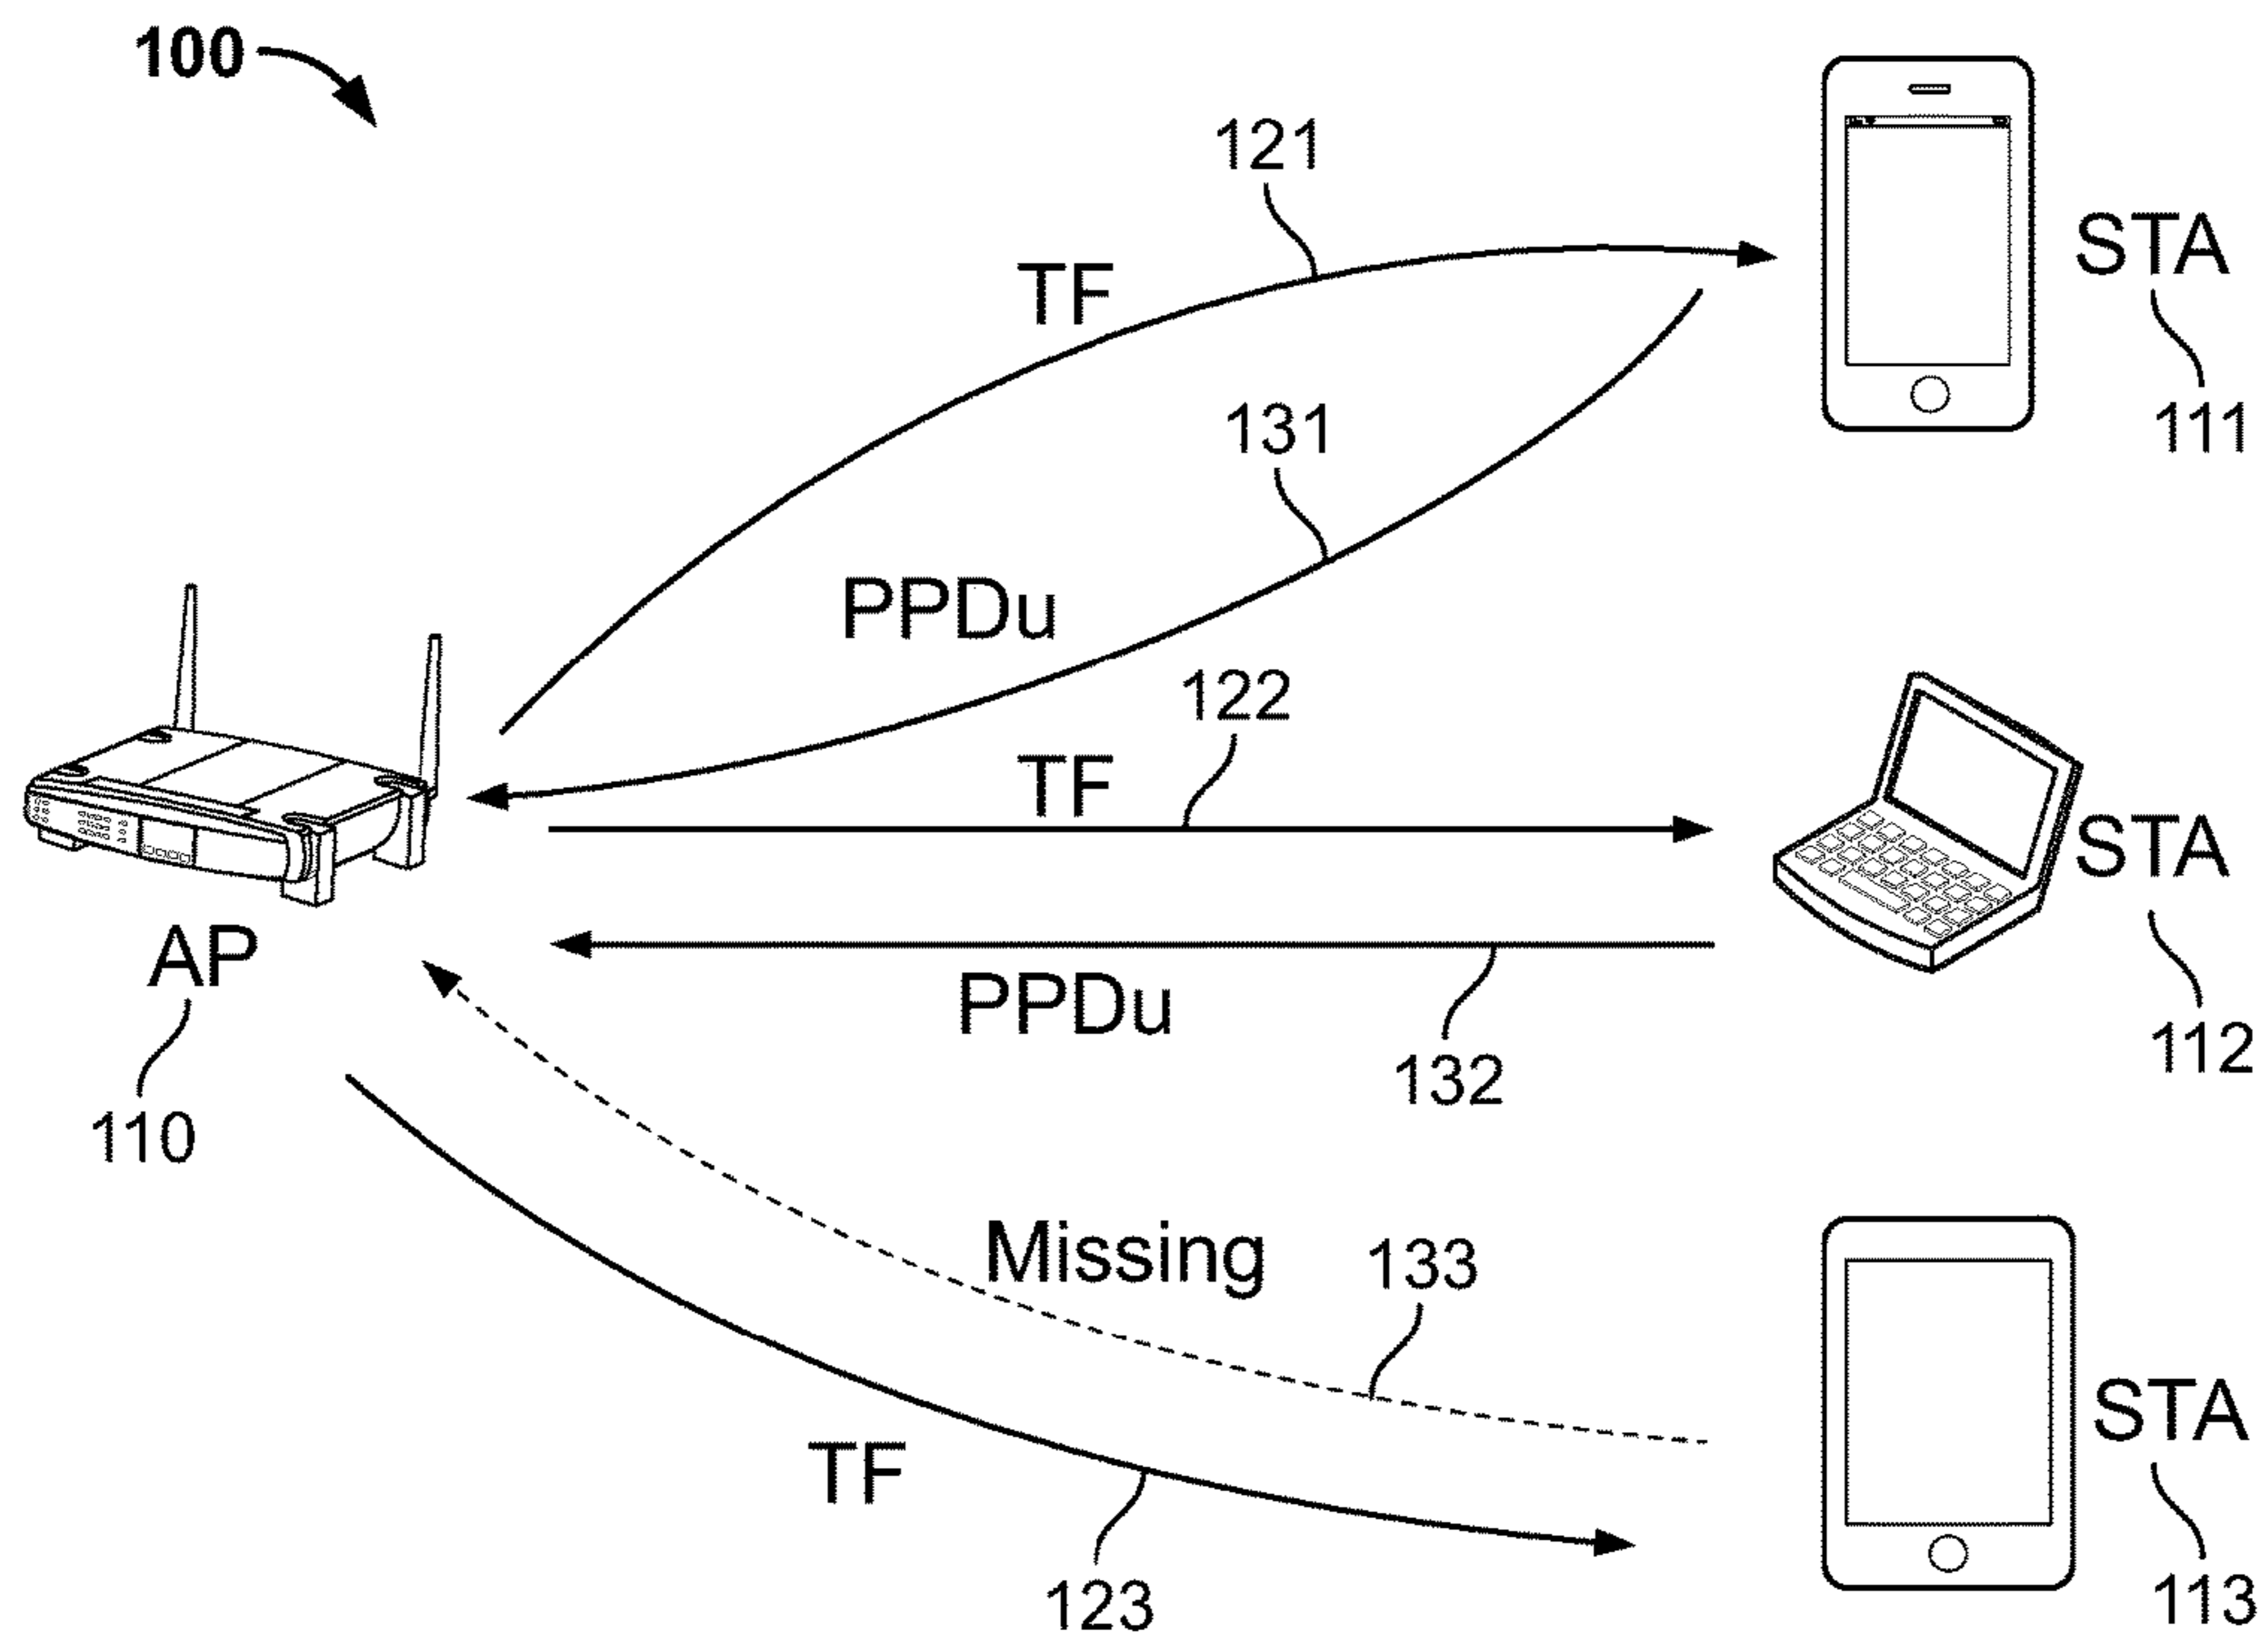 100
121
TF
STA
111
131
PPDu
122
TF
STA
112
AP
110
PPDu
132
Missing
133
TF
123
STA
113